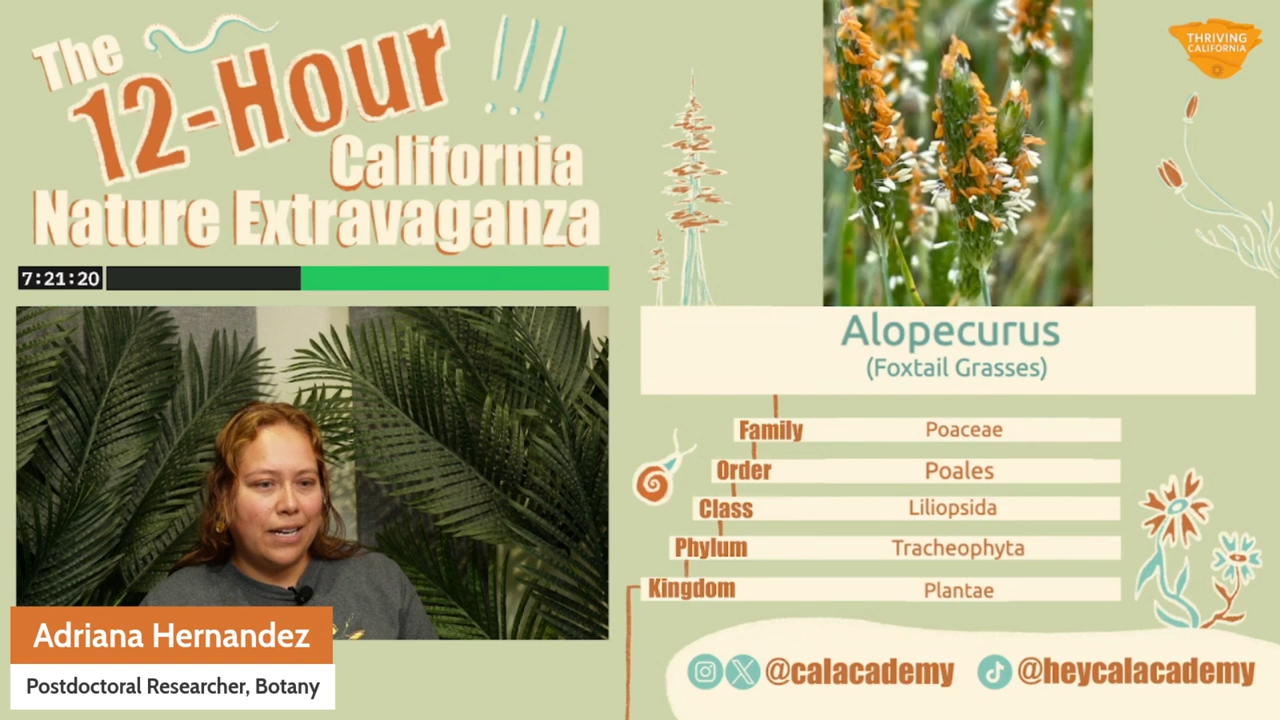 The
12-Hour
!!!
California
Nature Extravaganza
7:21:20
Adriana Hernandez
Postdoctoral Researcher, Botany
THRIVING
CALIFORNIA
Alopecurus
(Foxtail Grasses)
Family Poaceae
Order Poales
Class Liliopsida
Phylum Tracheophyta
Kingdom Plantae
@calacademy @heycalacademy